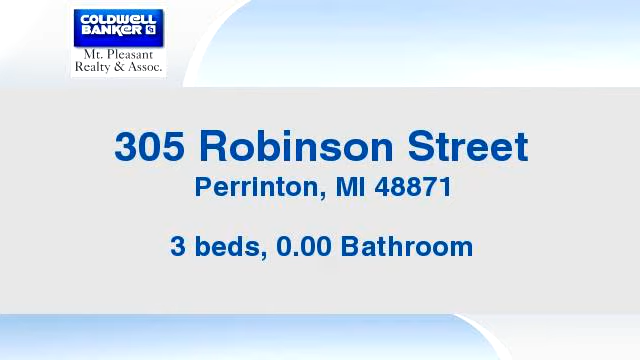 COLDWELL
BANKER
Mt. Pleasant
Realty & Assoc.
305 Robinson Street
Perrinton, MI 48871
3 beds, 0.00 Bathroom